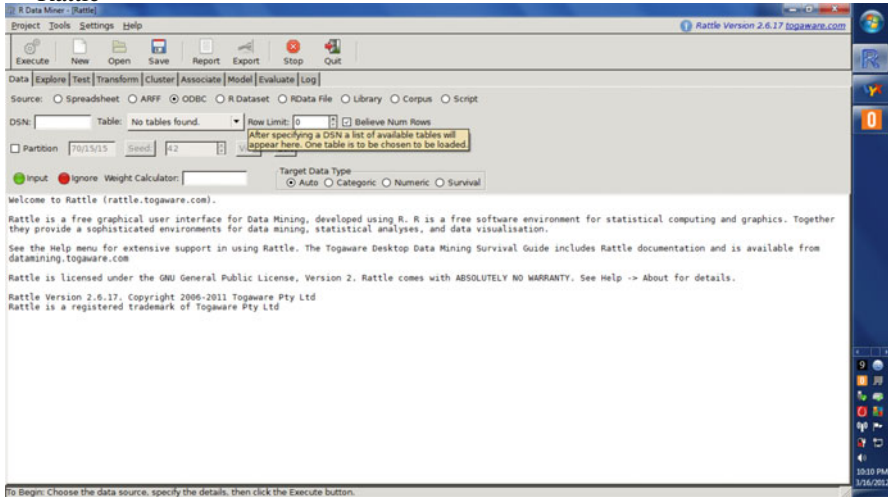 R Data Miner - [Rattle]
Project Tools Settings Help
Rattle Version 2.6.17 togaware.com
Execute New Open Save Report Export Stop Quit
Data Explore Test Transform Cluster Associate Model Evaluate Log
Source: Spreadsheet ARFF ODBC R Dataset RData File Library Corpus Script
DSN: Table: No tables found. Row Limit: 0 Believe Num Rows
After specifying a DSN a list of available tables will
appear here. One table is to be chosen to be loaded.
Partition 70/15/15 Seed: 42
Input Ignore Weight Calculator:
Target Data Type
Auto Categoric Numeric Survival
Welcome to Rattle (rattle.togaware.com).
Rattle is a free graphical user interface for Data Mining, developed using R. R is a free software environment for statistical computing and graphics. Together
they provide a sophisticated environments for data mining, statistical analyses, and data visualisation.
See the Help menu for extensive support in using Rattle. The Togaware Desktop Data Mining Survival Guide includes Rattle documentation and is available from
datamining.togaware.com
Rattle is licensed under the GNU General Public License, Version 2. Rattle comes with ABSOLUTELY NO WARRANTY. See Help -> About for details.
Rattle Version 2.6.17. Copyright 2006-2011 Togaware Pty Ltd
Rattle is a registered trademark of Togaware Pty Ltd
To Begin: Choose the data source, specify the details, then click the Execute button.
10:10 PM
3/16/2012